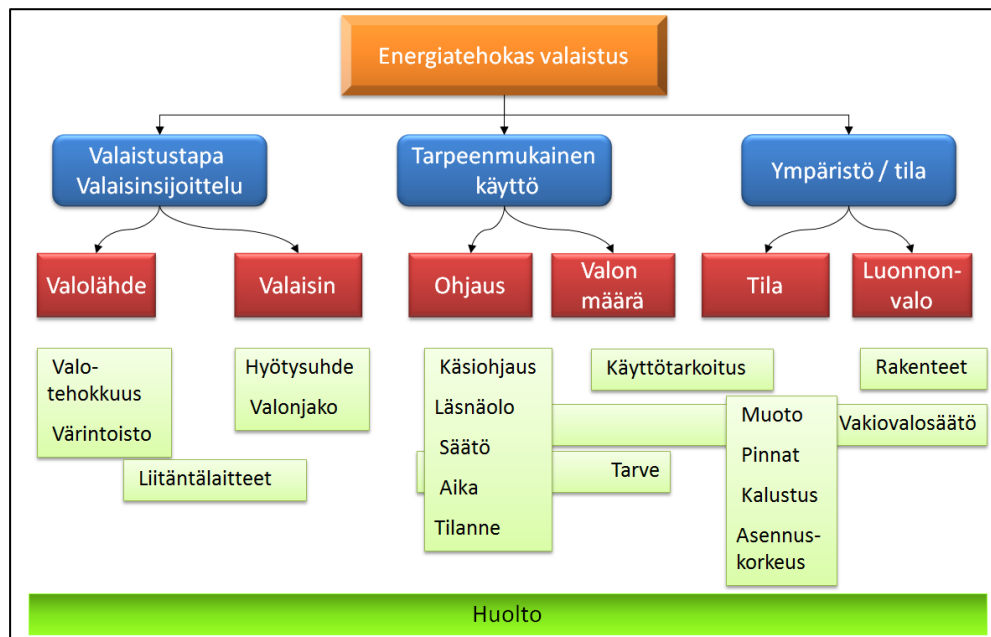 Energiatehokas valaistus
Valaistustapa
Valaisinsijoittelu
Tarpeenmukainen
käyttö
Ympäristö / tila
Valolähde
Valaisin
Ohjaus
Valon
määrä
Tila
Luonnon-
valo
Valo-
tehokkuus
Värintoisto
Hyötysuhde
Valonjako
Liitäntälaitteet
Käsiohjaus
Läsnäolo
Säätö
Aika
Tilanne
Käyttötarkoitus
Tarve
Muoto
Pinnat
Kalustus
Asennus-
korkeus
Rakenteet
Vakiovalosäätö
Huolto